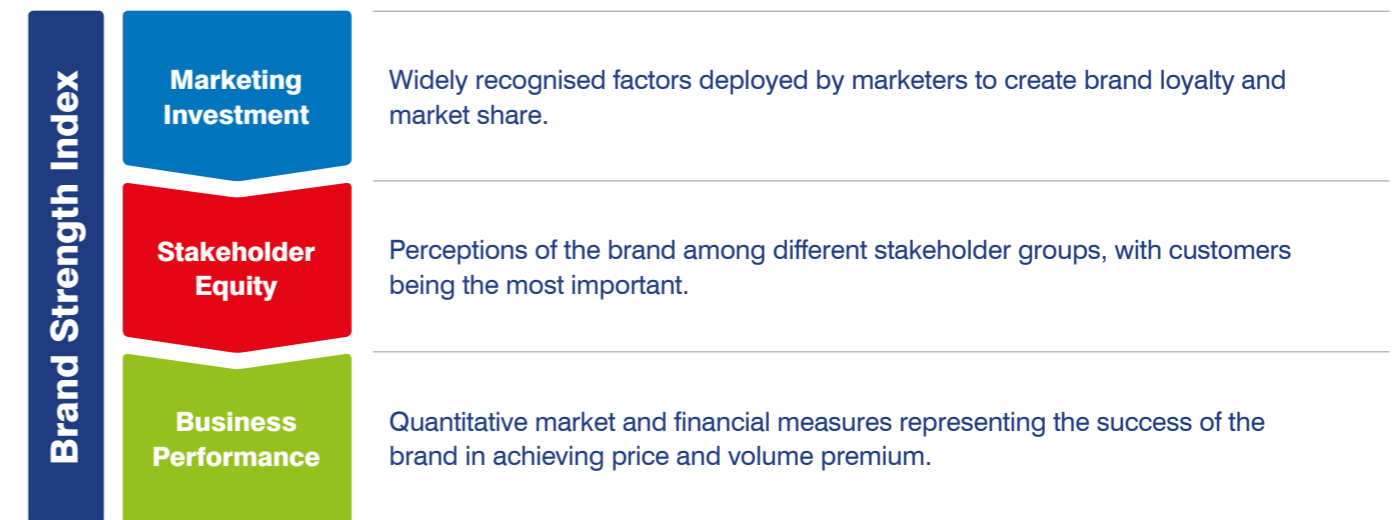 Brand Strength Index
Marketing
Investment
Widely recognised factors deployed by marketers to create brand loyalty and
market share.
Stakeholder
Equity
Perceptions of the brand among different stakeholder groups, with customers
being the most important.
Business
Performance
Quantitative market and financial measures representing the success of the
brand in achieving price and volume premium.